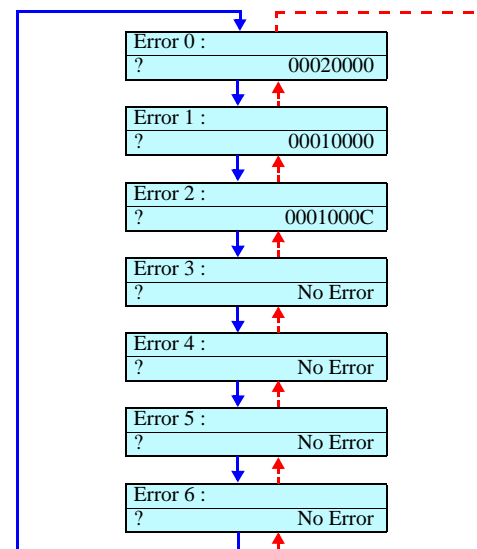 Error 0 :
? 00020000
Error 1 :
? 00010000
Error 2 :
? 0001000C
Error 3 :
? No Error
Error 4 :
? No Error
Error 5 :
? No Error
Error 6 :
? No Error